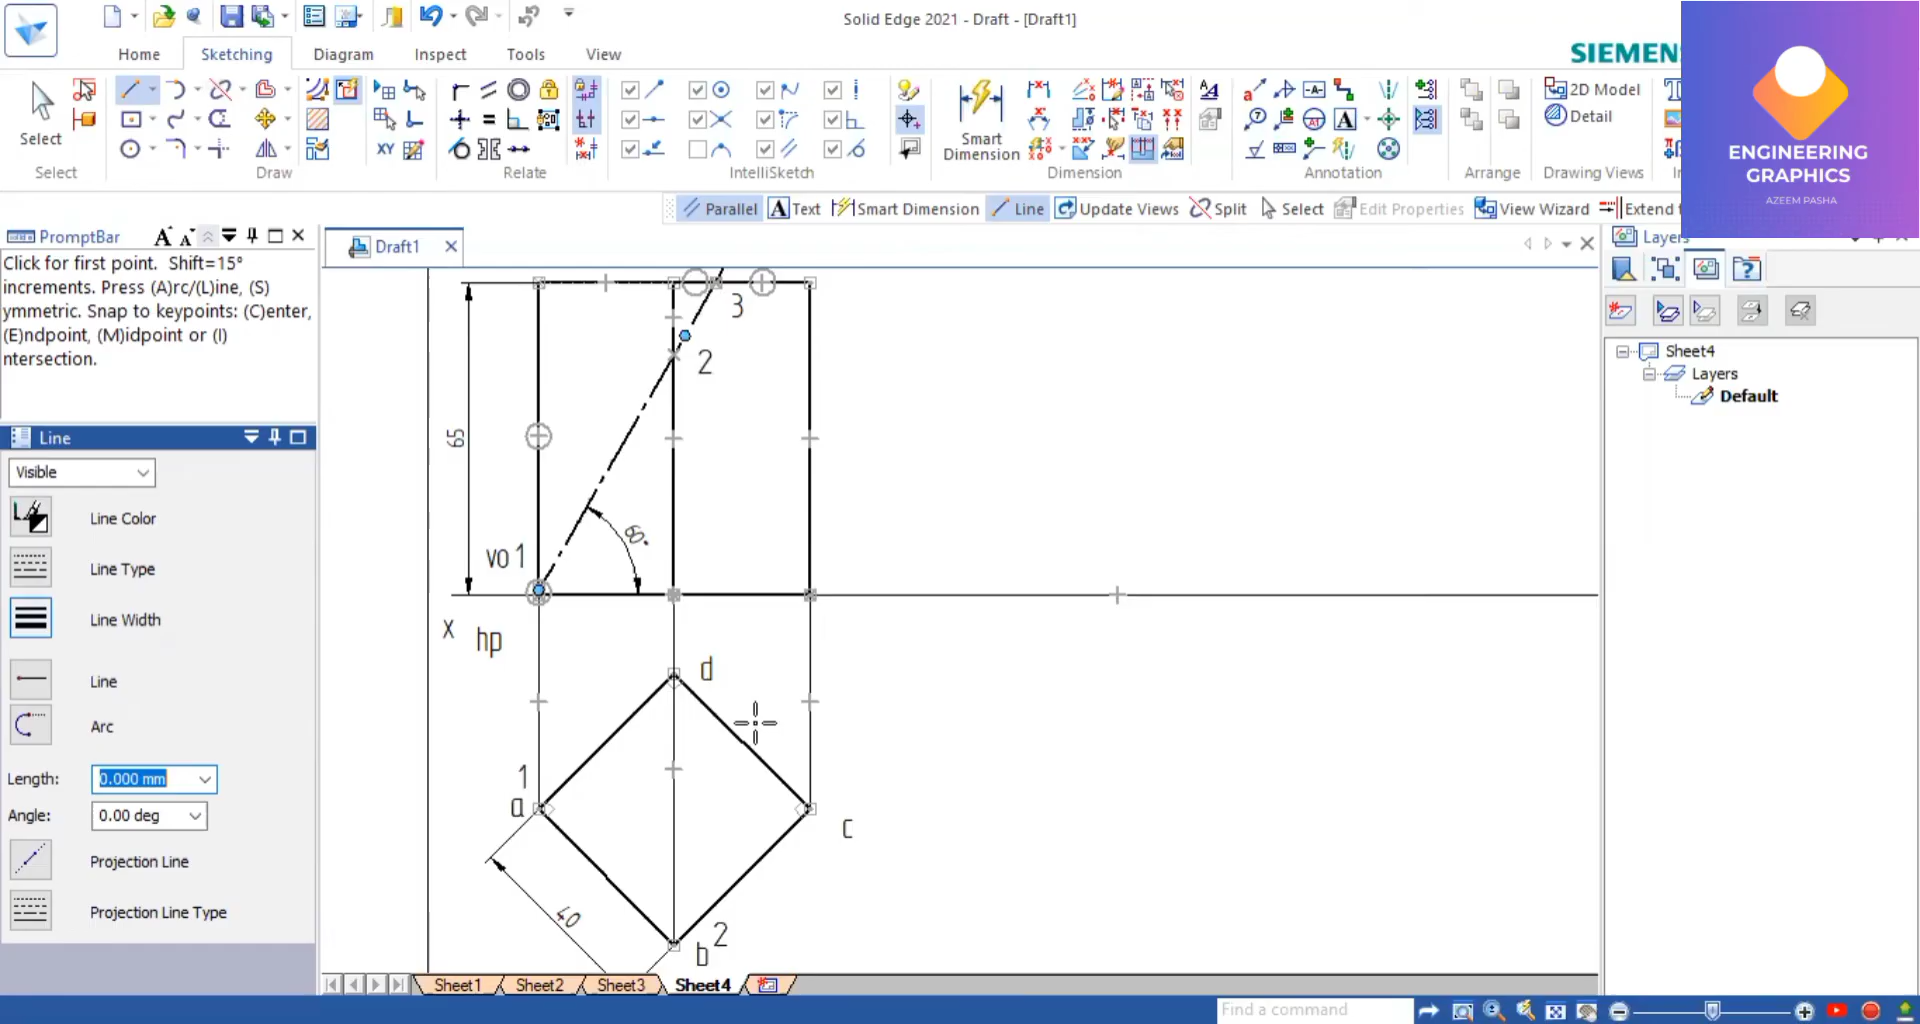 Solid Edge 2021 - Draft - [Draft1]
Home
Sketching
Diagram
Inspect
Tools
View
SIEMENS
ENGINEERING
GRAPHICS
AZEEM PASHA
Select
XY
Smart
Dimension
A
2D Model
Detail
Select
Draw
Relate
IntelliSketch
Dimension
Annotation
Arrange
Drawing Views
Parallel
A Text
Smart Dimension
Line
Update Views
Split
Select
Edit Properties
View Wizard
Extend
PromptBar
Draft1
Layers
Click for first point. Shift=15°
increments. Press (A)rc/(L)ine, (S)
ymmetric. Snap to keypoints: (C)enter,
(E)ndpoint, (M)idpoint or (I)
ntersection.
Line
Visible
Line Color
Line Type
Line Width
Line
Arc
Length: 0.000 mm
Angle: 0.00 deg
Projection Line
Projection Line Type
3
2
65
60°
vo 1
X
hp
d
1
a
c
40
b
2
Sheet4
Layers
Default
Sheet1
Sheet2
Sheet3
Sheet4
Find a command